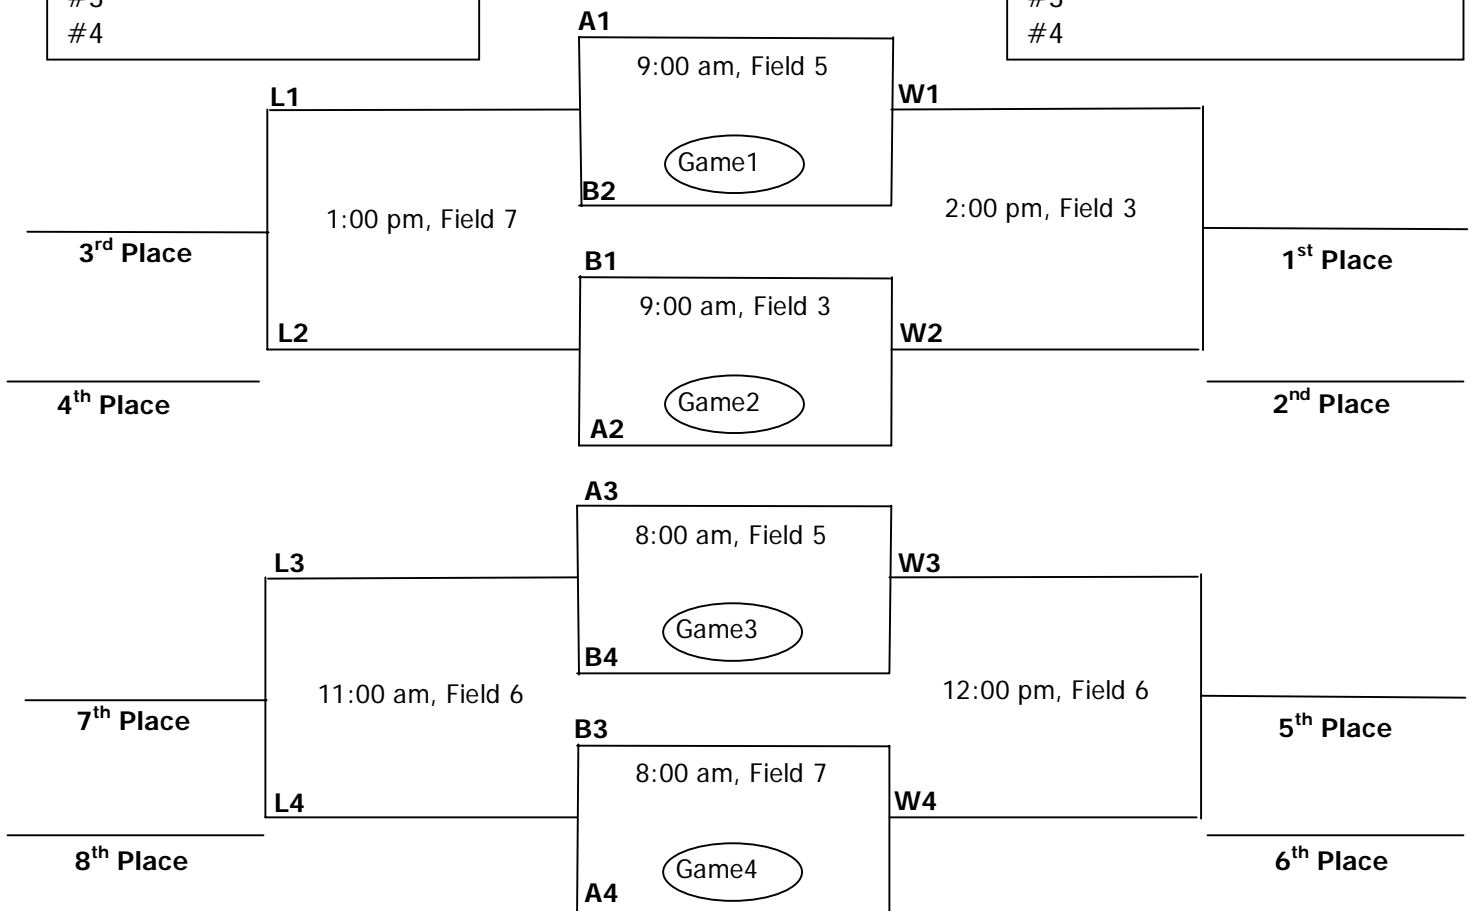 #4
#4
A1
9:00 am, Field 5
L1
W1
Game1
B2
1:00 pm, Field 7
2:00 pm, Field 3
3rd Place
B1
1st Place
9:00 am, Field 3
L2
W2
4th Place
Game2
2nd Place
A2
A3
8:00 am, Field 5
L3
W3
Game3
B4
11:00 am, Field 6
12:00 pm, Field 6
7th Place
B3
5th Place
8:00 am, Field 7
L4
W4
8th Place
Game4
6th Place
A4